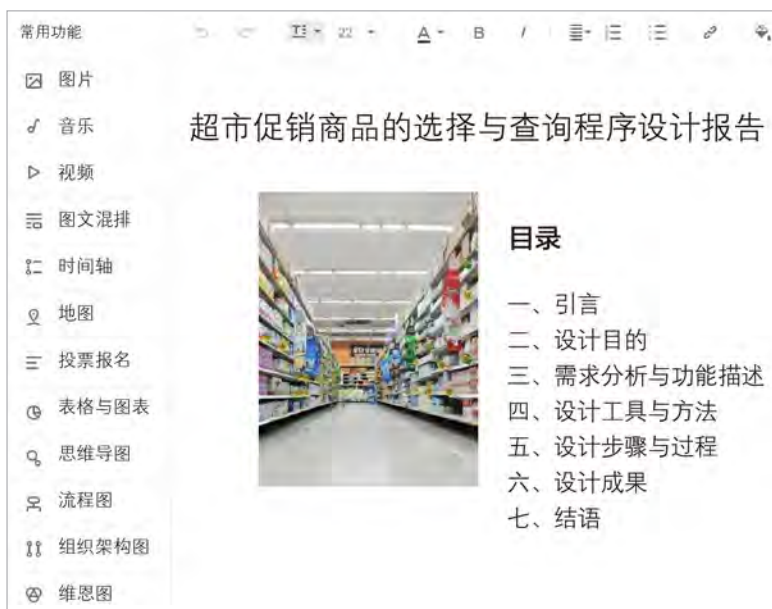 常用功能
22
A
B
I
图片
音乐
视频
图文混排
时间轴
地图
投票报名
表格与图表
思维导图
流程图
组织架构图
维恩图
超市促销商品的选择与查询程序设计报告
目录
一、引言
二、设计目的
三、需求分析与功能描述
四、设计工具与方法
五、设计步骤与过程
六、设计成果
七、结语